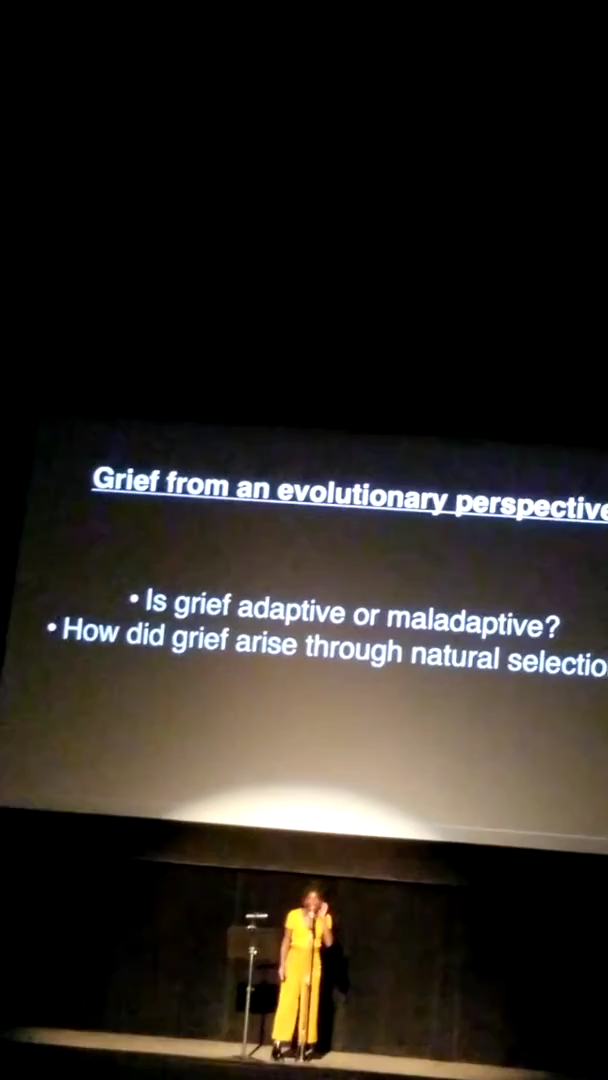 Grief from an evolutionary perspective
• Is grief adaptive or maladaptive?
• How did grief arise through natural selectio